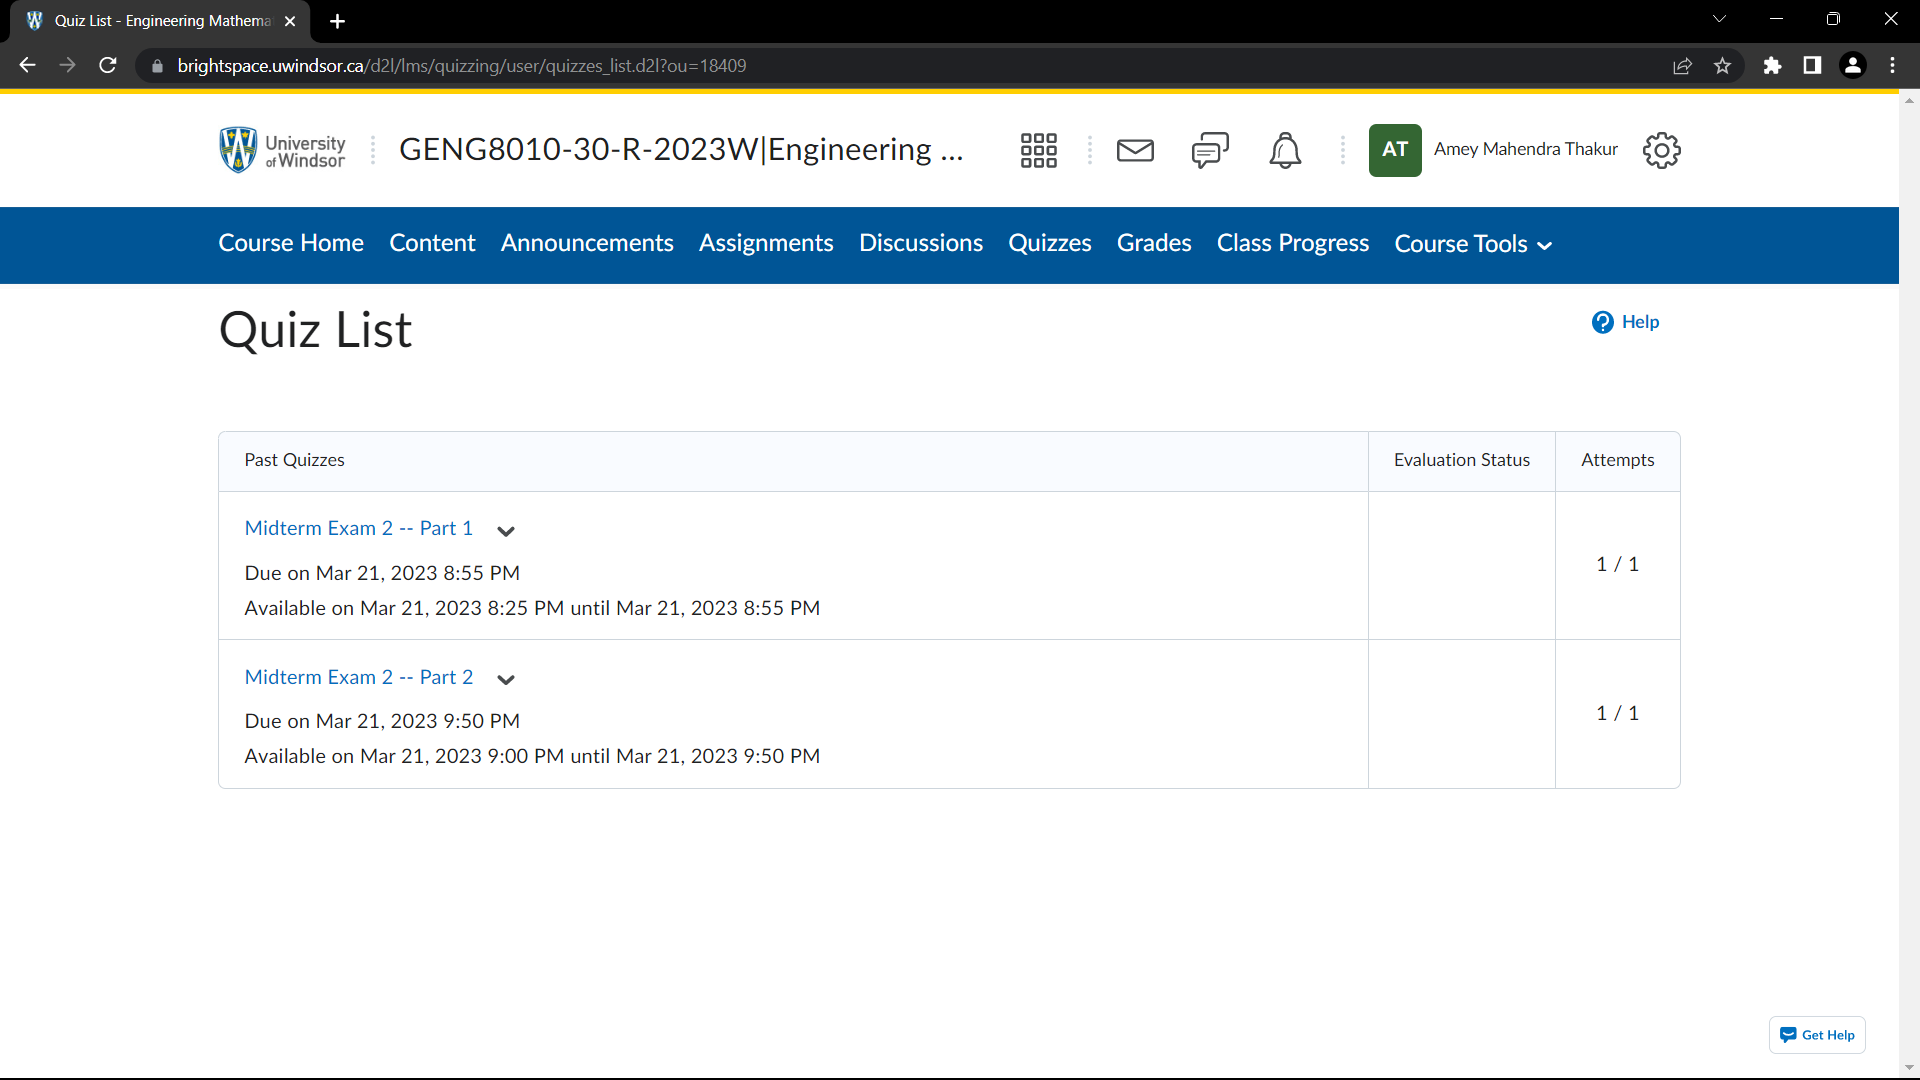 Quiz List - Engineering Mathema
brightspace.uwindsor.ca/d2l/lms/quizzing/user/quizzes_list.d2l?ou=18409
University
of Windsor
GENG8010-30-R-2023W|Engineering ...
AT
Amey Mahendra Thakur
Course Home Content Announcements Assignments Discussions Quizzes Grades Class Progress Course Tools
Quiz List
Help
Past Quizzes Evaluation Status Attempts
Midterm Exam 2 -- Part 1
Due on Mar 21, 2023 8:55 PM
Available on Mar 21, 2023 8:25 PM until Mar 21, 2023 8:55 PM
1 / 1
Midterm Exam 2 -- Part 2
Due on Mar 21, 2023 9:50 PM
Available on Mar 21, 2023 9:00 PM until Mar 21, 2023 9:50 PM
1 / 1
Get Help